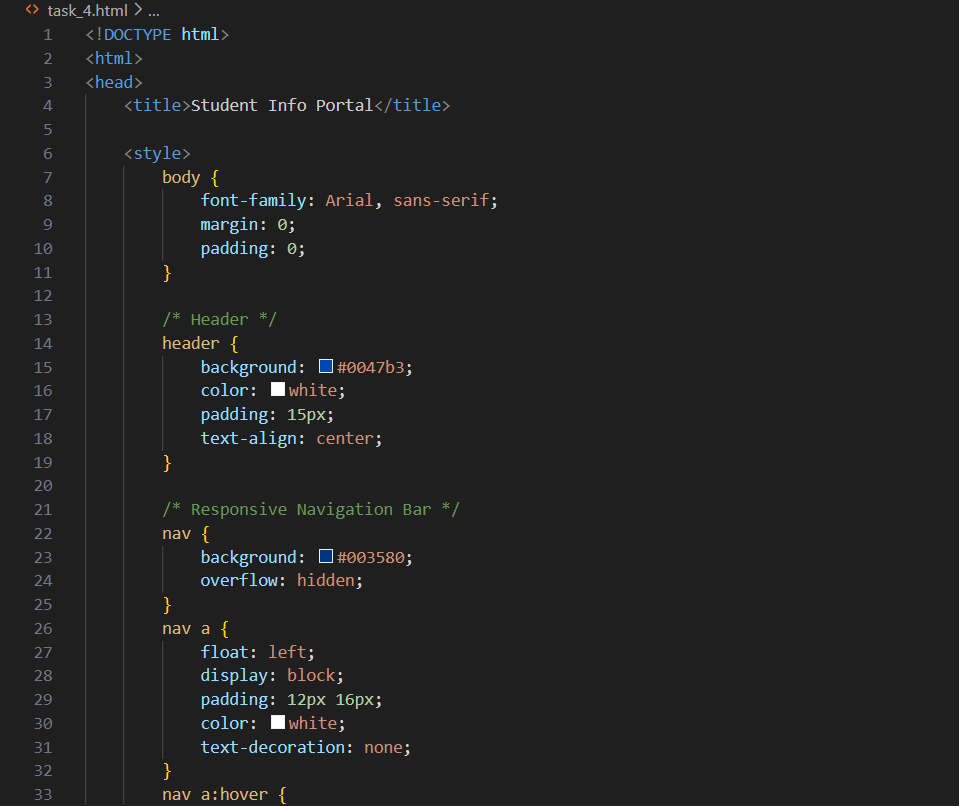 <> task_4.html > ...
1 <!DOCTYPE html>
2 <html>
3 <head>
4     <title>Student Info Portal</title>
5
6     <style>
7         body {
8             font-family: Arial, sans-serif;
9             margin: 0;
10             padding: 0;
11         }
12
13         /* Header */
14         header {
15             background: #0047b3;
16             color: white;
17             padding: 15px;
18             text-align: center;
19         }
20
21         /* Responsive Navigation Bar */
22         nav {
23             background: #003580;
24             overflow: hidden;
25         }
26         nav a {
27             float: left;
28             display: block;
29             padding: 12px 16px;
30             color: white;
31             text-decoration: none;
32         }
33         nav a:hover {